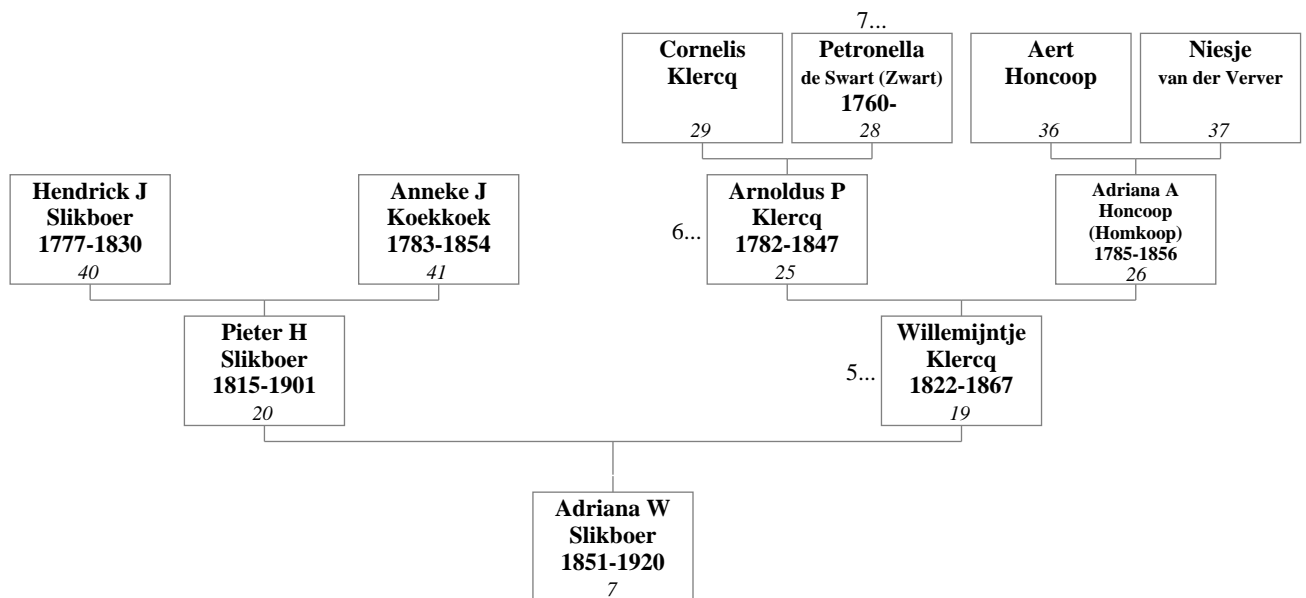 7...
Cornelis
Klercq
29
Petronella
de Swart (Zwart)
1760-
28
Aert
Honcoop
36
Niesje
van der Verver
37
Hendrick J
Slikboer
1777-1830
40
Anneke J
Koekkoek
1783-1854
41
6...
Arnoldus P
Klercq
1782-1847
25
Adriana A
Honcoop
(Homkoop)
1785-1856
26
Pieter H
Slikboer
1815-1901
20
5...
Willemijntje
Klercq
1822-1867
19
Adriana W
Slikboer
1851-1920
7